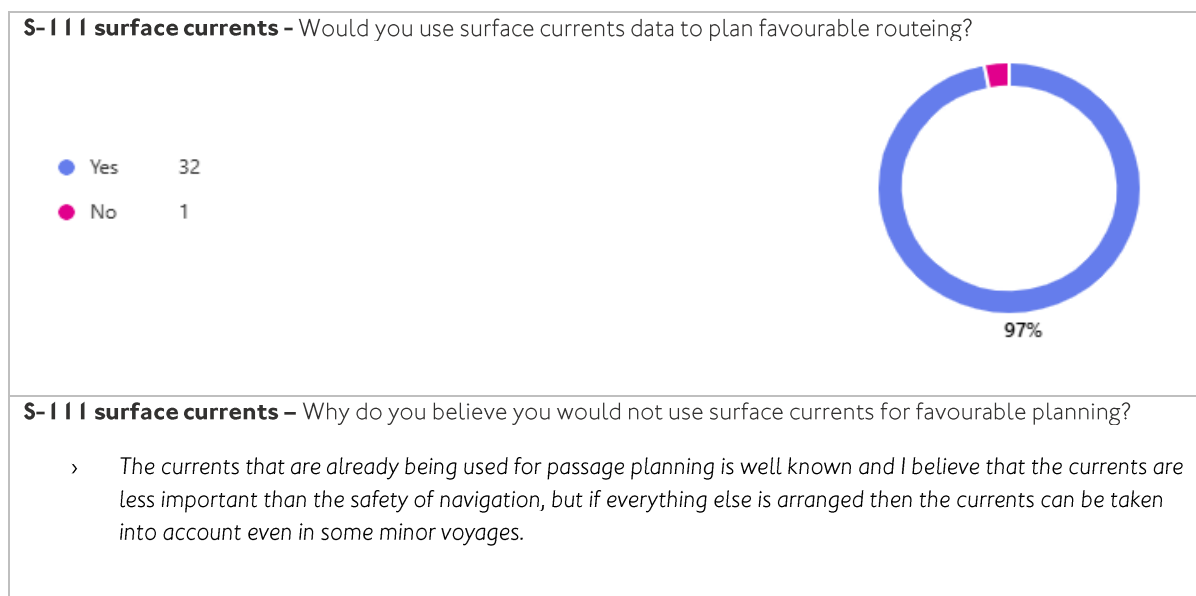 S-111 surface currents - Would you use surface currents data to plan favourable routeing?
Yes 32
No 1
97%
S-111 surface currents – Why do you believe you would not use surface currents for favourable planning?
› The currents that are already being used for passage planning is well known and I believe that the currents are
less important than the safety of navigation, but if everything else is arranged then the currents can be taken
into account even in some minor voyages.